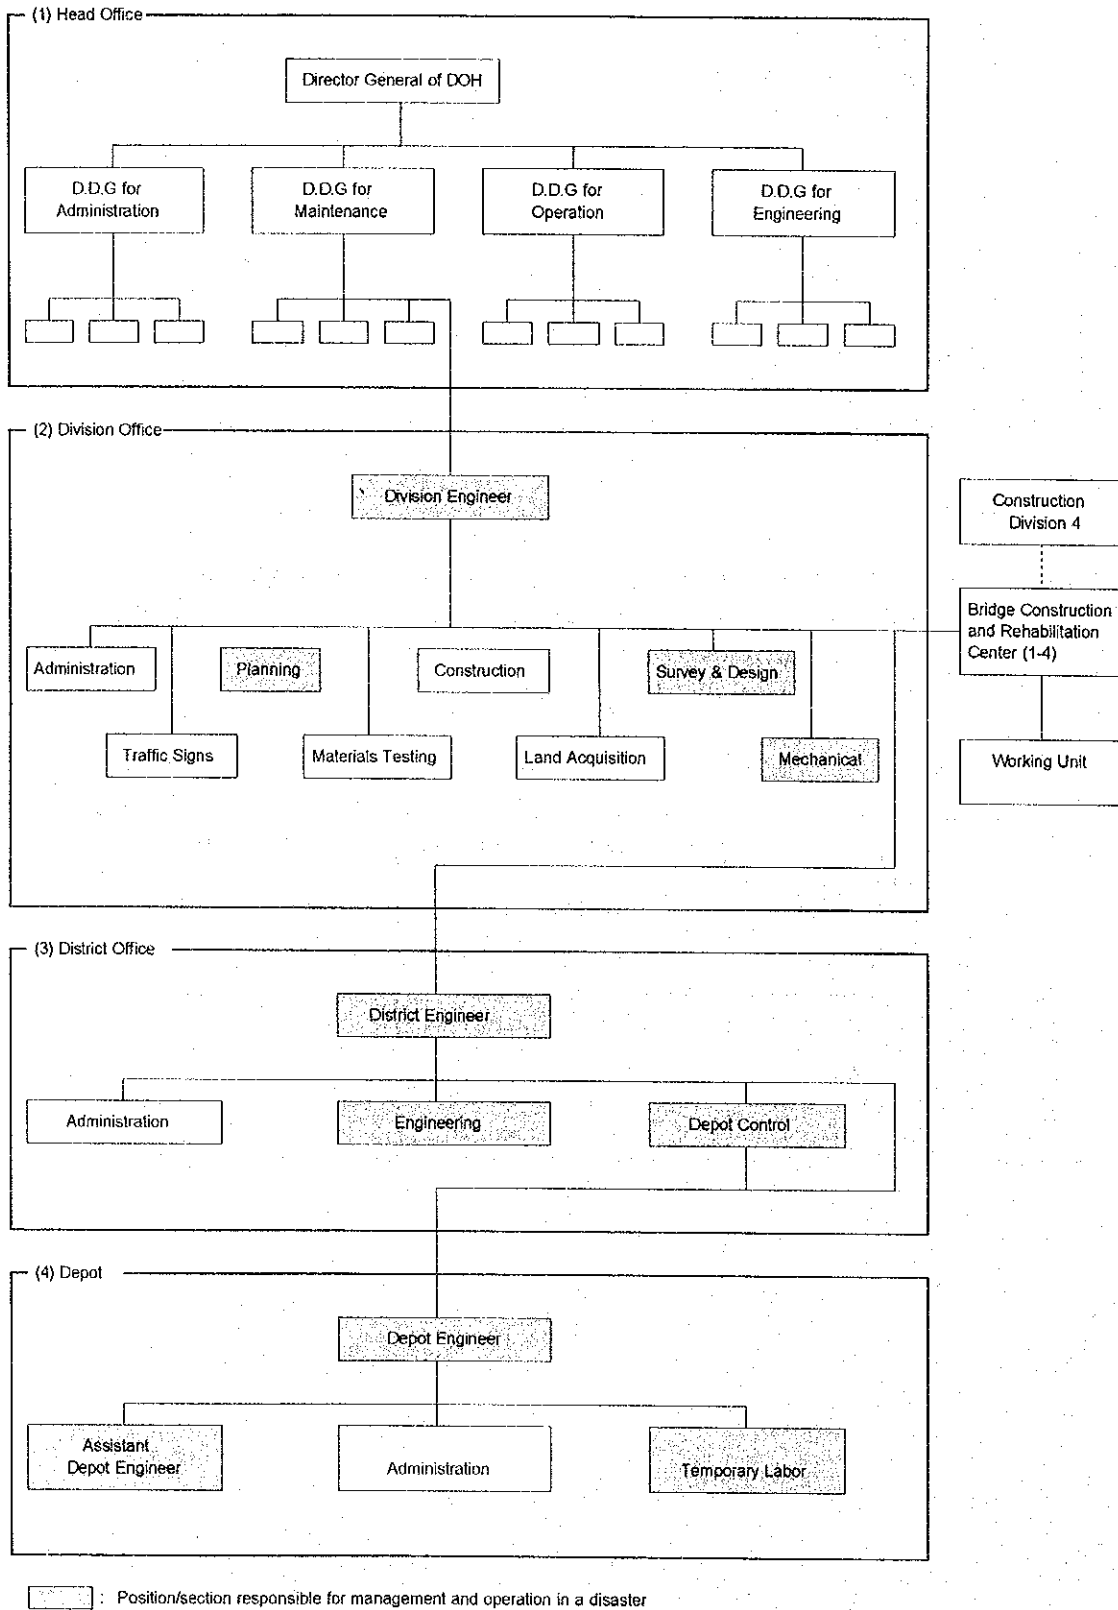 (1) Head Office
Director General of DOH
D.D.G for
Administration
D.D.G for
Maintenance
D.D.G for
Operation
D.D.G for
Engineering
(2) Division Office
Division Engineer
Construction
Division 4
Bridge Construction
and Rehabilitation
Center (1-4)
Administration
Planning
Construction
Survey & Design
Traffic Signs
Materials Testing
Land Acquisition
Mechanical
Working Unit
(3) District Office
District Engineer
Administration
Engineering
Depot Control
(4) Depot
Depot Engineer
Assistant
Depot Engineer
Administration
Temporary Labor
: Position/section responsible for management and operation in a disaster